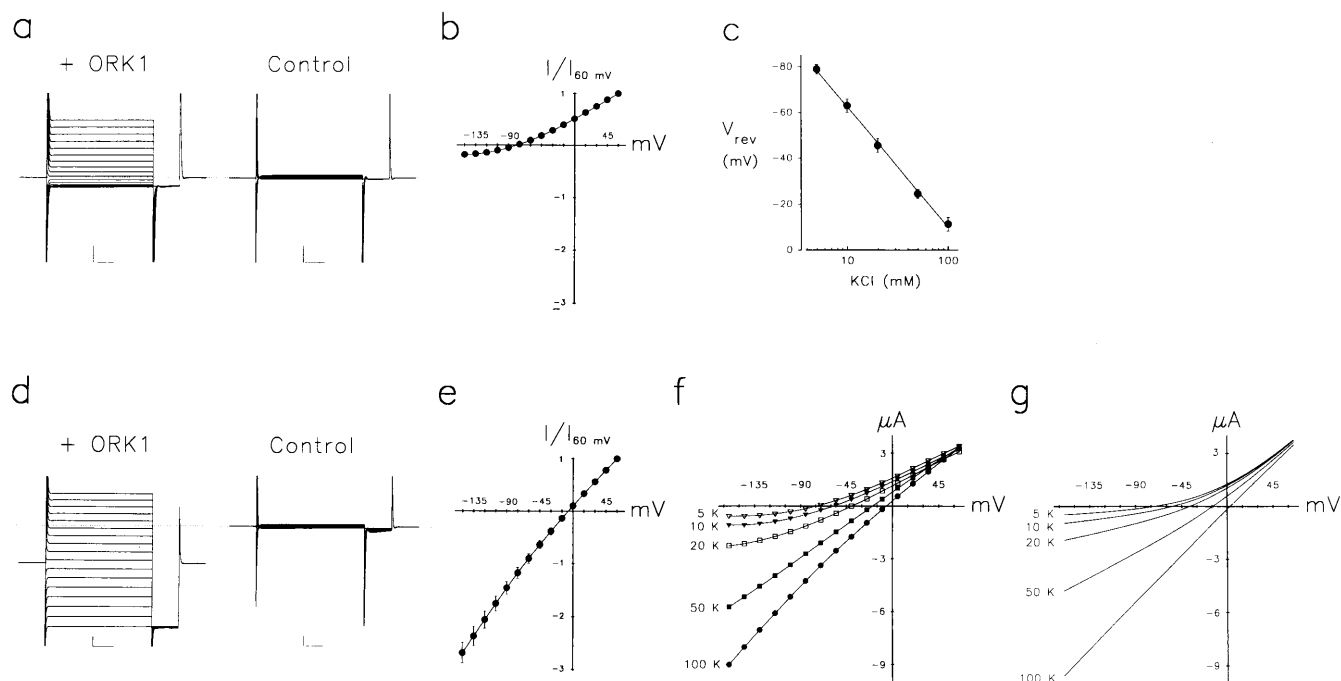 a
+ ORK1
Control
b
I/I60 mV
1
-135 -90 45
mV
-1
-2
-3
c
-80
-60
-40
-20
0
Vrev
(mV)
10 100
KCl (mM)
d
+ ORK1
Control
e
I/I60 mV
1
-135 -90 -45 45
mV
-1
-2
-3
f
μA
3
-135 -90 -45 45
mV
5 K
10 K
20 K
50 K
100 K
-3
-6
-9
g
μA
3
-135 -90 -45 45
mV
5 K
10 K
20 K
50 K
100 K
-3
-6
-9